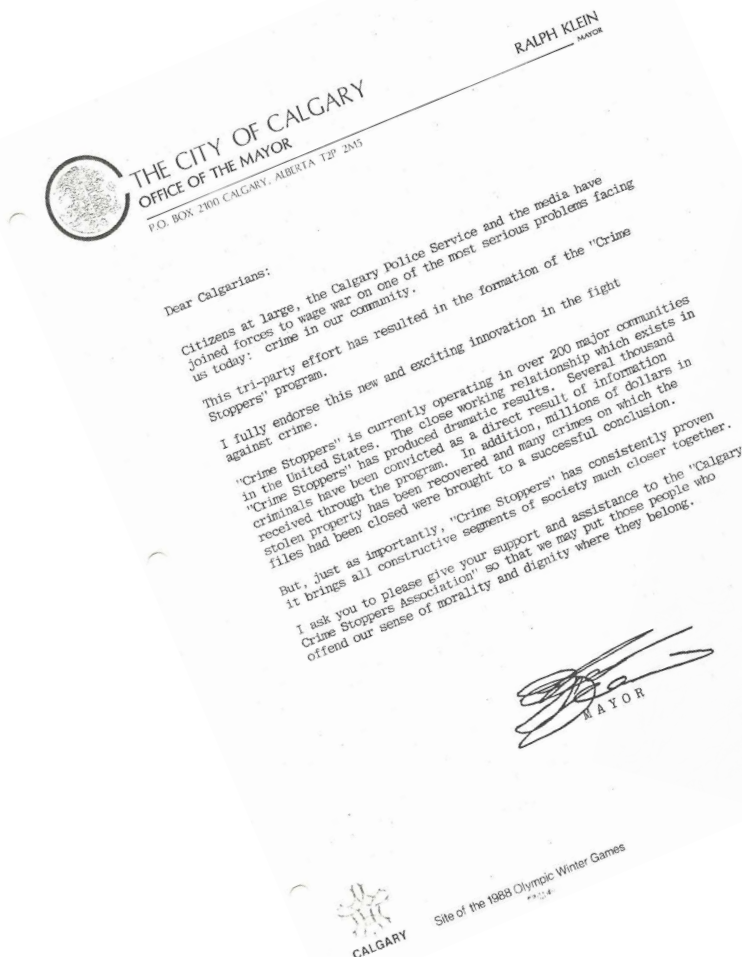 RALPH KLEIN
MAYOR
THE CITY OF CALGARY
OFFICE OF THE MAYOR
P.O. BOX 2100 CALGARY, ALBERTA T2P 2M5
Dear Calgarians:
Citizens at large, the Calgary Police Service and the media have
joined forces to wage war on one of the most serious problems facing
us today: crime in our community.
This tri-party effort has resulted in the formation of the "Crime
Stoppers" program.
I fully endorse this new and exciting innovation in the fight
against crime.
"Crime Stoppers" is currently operating in over 200 major communities
in the United States. The close working relationship which exists in
"Crime Stoppers" has produced dramatic results. Several thousand
criminals have been convicted as a direct result of information
received through the program. In addition, millions of dollars in
stolen property has been recovered and many crimes on which the
files had been closed were brought to a successful conclusion.
But, just as importantly, "Crime Stoppers" has consistently proven
it brings all constructive segments of society much closer together.
I ask you to please give your support and assistance to the "Calgary
Crime Stoppers Association" so that we may put those people who
offend our sense of morality and dignity where they belong.
MAYOR
CALGARY
Site of the 1988 Olympic Winter Games